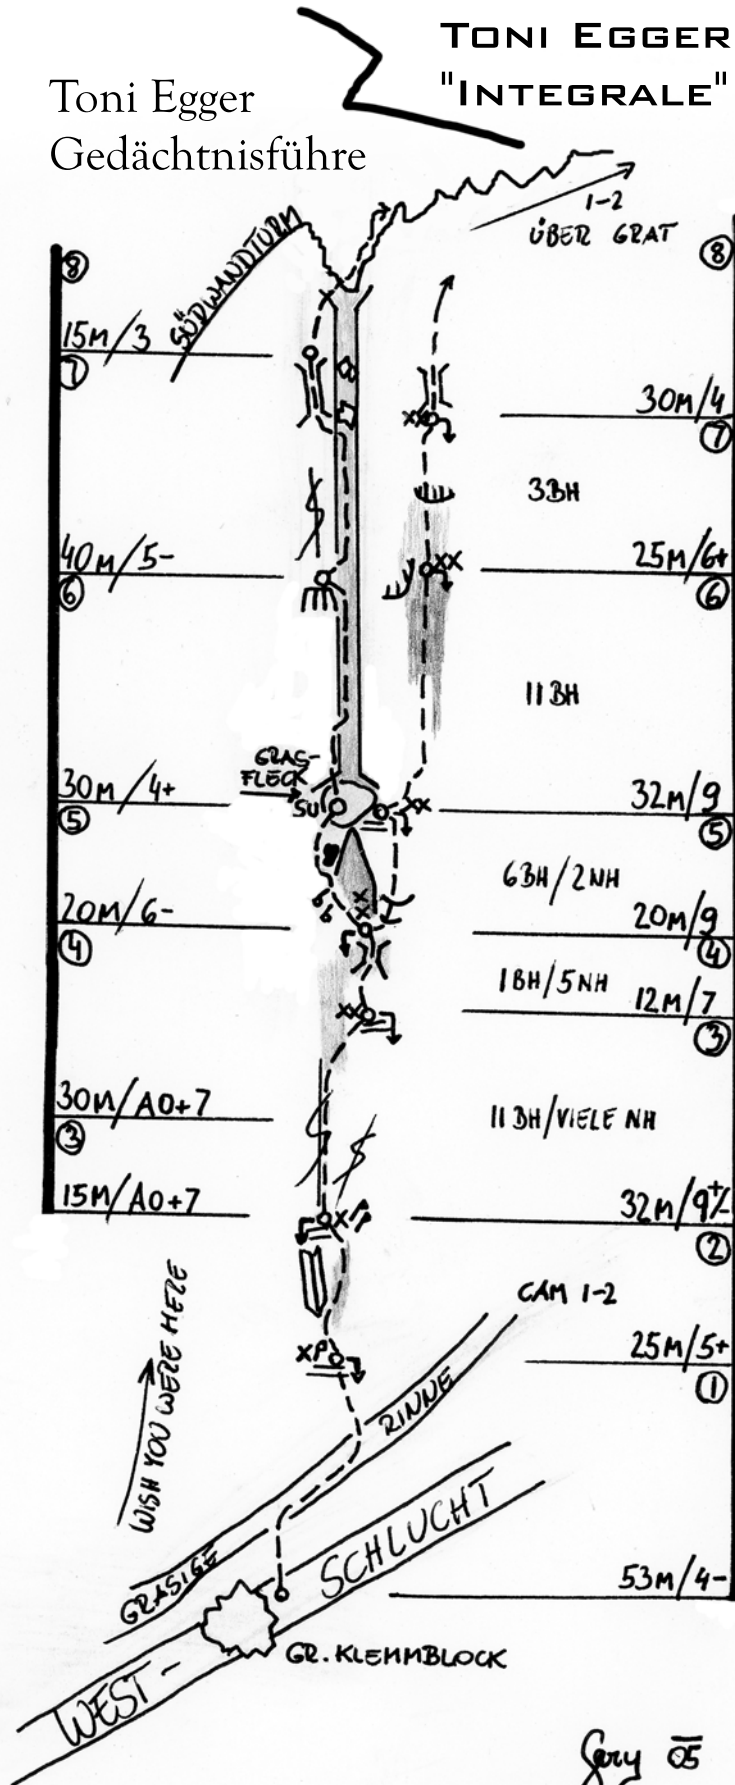 TONI EGGER
"INTEGRALE"
Toni Egger
Gedächtnisführe
1-2
ÜBER GRAT
SÜDWANDTURM
8
8
15M/3
7
30M/4
7
3BH
40M/5-
6
25M/6+
6
11BH
GRAS-
FLECK
SU
30M/4+
5
32M/9
5
6BH/2NH
20M/6-
4
20M/9
4
1BH/5NH
12M/7
3
30M/A0+7
3
11BH/VIELE NH
15M/A0+7
32M/9+/-
2
CAM 1-2
25M/5+
1
WISH YOU WERE HERE
GRASIGE RINNE
53M/4-
WEST-SCHLUCHT
GR. KLEMMBLOCK
Gery 05